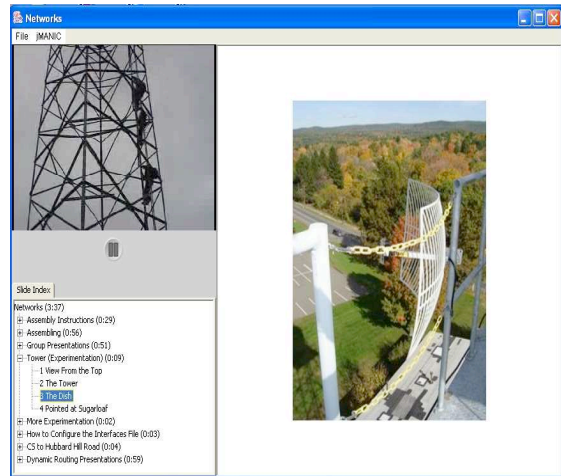 Networks
File jMANIC
Slide Index
Networks (3:37)
Assembly Instructions (0:29)
Assembling (0:56)
Group Presentations (0:51)
Tower (Experimentation) (0:09)
1 View From the Top
2 The Tower
3 The Dish
4 Pointed at Sugarloaf
More Experimentation (0:02)
How to Configure the Interfaces File (0:03)
CS to Hubbard Hill Road (0:04)
Dynamic Routing Presentations (0:59)